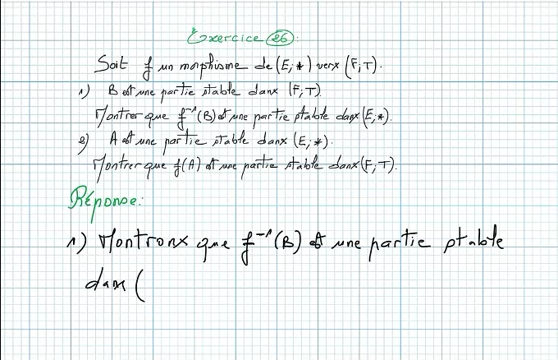 Exercice 26
Soit f un morphisme de (E,*) vers (F,T).
1) B est une partie stable dans (F,T)
Montrer que f⁻¹(B) est une partie stable dans (E,*).
2) A est une partie stable dans (E,*).
Montrer que f(A) est une partie stable dans (F,T).
Réponse:
1) Montrons que f⁻¹(B) est une partie stable
dans (